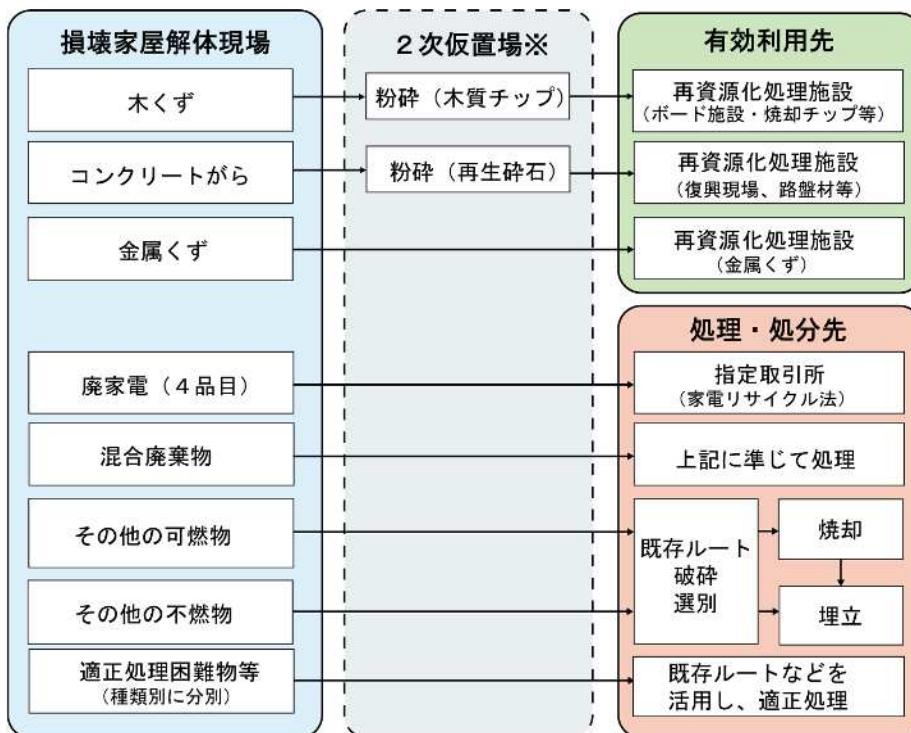 損壊家屋解体現場
2次仮置場※
有効利用先
木くず
粉砕（木質チップ）
再資源化処理施設
（ボード施設・焼却チップ等）
コンクリートがら
粉砕（再生砕石）
再資源化処理施設
（復興現場、路盤材等）
金属くず
再資源化処理施設
（金属くず）
処理・処分先
廃家電（4品目）
指定取引所
（家電リサイクル法）
混合廃棄物
上記に準じて処理
その他の可燃物
その他の不燃物
既存ルート
破砕
選別
焼却
埋立
適正処理困難物等
（種類別に分別）
既存ルートなどを
活用し、適正処理